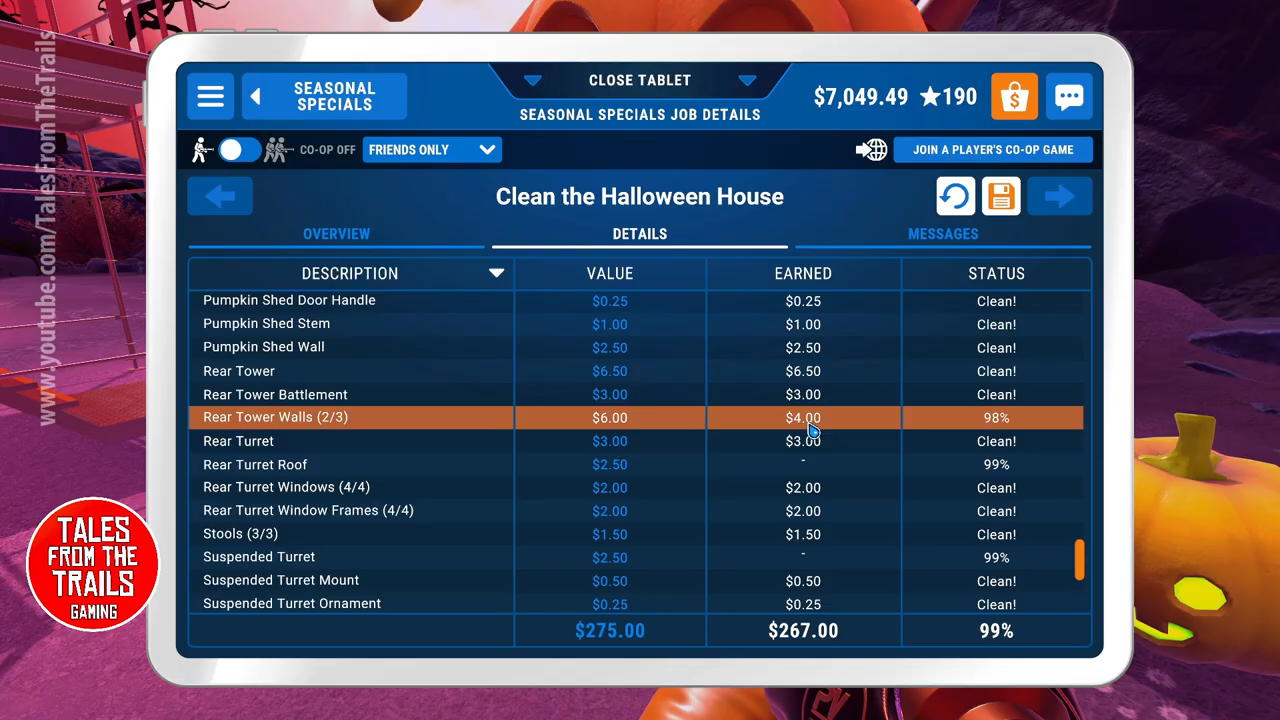 www.youtube.com/TalesFromTheTrails
CLOSE TABLET
SEASONAL
SPECIALS
SEASONAL SPECIALS JOB DETAILS
$7,049.49 ★190
CO-OP OFF
FRIENDS ONLY
JOIN A PLAYER'S CO-OP GAME
Clean the Halloween House
OVERVIEW DETAILS MESSAGES
DESCRIPTION VALUE EARNED STATUS
Pumpkin Shed Door Handle $0.25 $0.25 Clean!
Pumpkin Shed Stem $1.00 $1.00 Clean!
Pumpkin Shed Wall $2.50 $2.50 Clean!
Rear Tower $6.50 $6.50 Clean!
Rear Tower Battlement $3.00 $3.00 Clean!
Rear Tower Walls (2/3) $6.00 $4.00 98%
Rear Turret $3.00 $3.00 Clean!
Rear Turret Roof $2.50 - 99%
Rear Turret Windows (4/4) $2.00 $2.00 Clean!
Rear Turret Window Frames (4/4) $2.00 $2.00 Clean!
Stools (3/3) $1.50 $1.50 Clean!
Suspended Turret $2.50 - 99%
Suspended Turret Mount $0.50 $0.50 Clean!
Suspended Turret Ornament $0.25 $0.25 Clean!
$275.00 $267.00 99%
TALES
FROM THE
TRAILS
GAMING